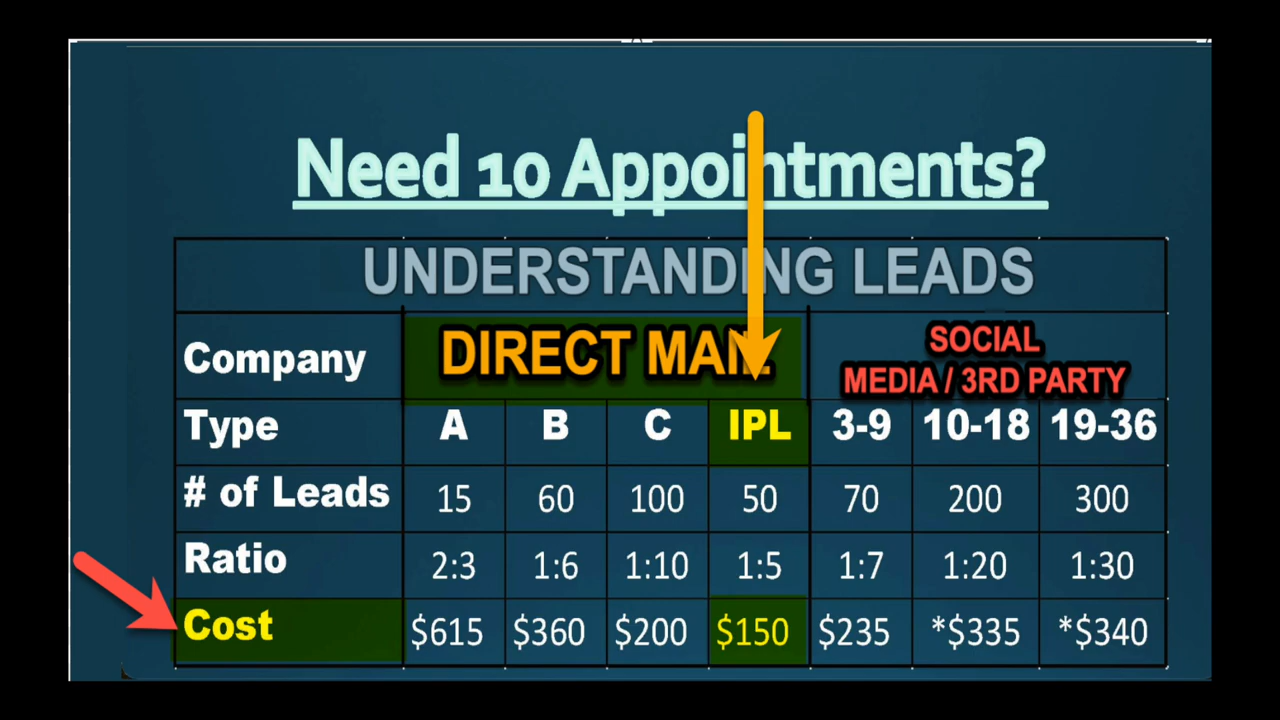 Need 10 Appointments?
UNDERSTANDING LEADS
Company DIRECT MAIL SOCIAL
MEDIA / 3RD PARTY
Type A B C IPL 3-9 10-18 19-36
# of Leads 15 60 100 50 70 200 300
Ratio 2:3 1:6 1:10 1:5 1:7 1:20 1:30
Cost $615 $360 $200 $150 $235 *$335 *$340